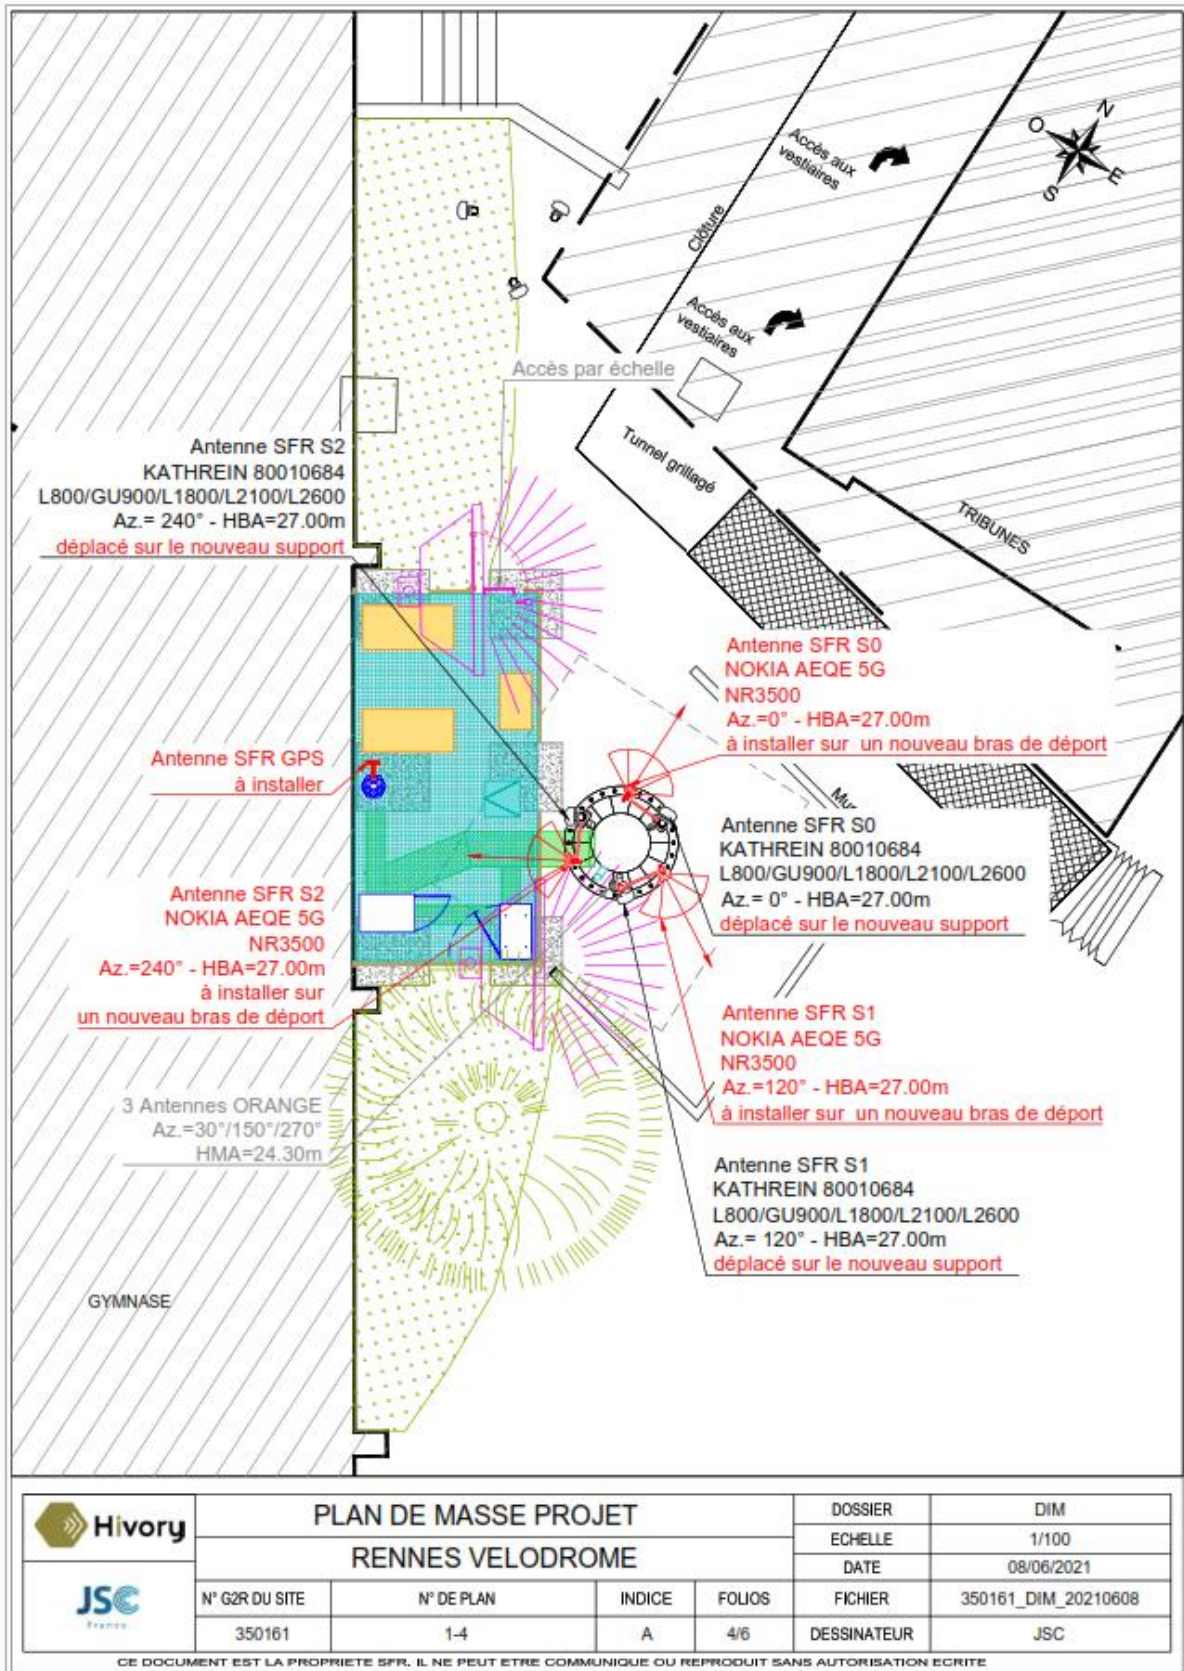 N
O
E
S
Accès aux
vestiaires
Clôture
Accès aux
vestiaires
Accès par échelle
Tunnel grillagé
TRIBUNES
Antenne SFR S2
KATHREIN 80010684
L800/GU900/L1800/L2100/L2600
Az.= 240° - HBA=27.00m
déplacé sur le nouveau support
Antenne SFR S0
NOKIA AEQE 5G
NR3500
Az.=0° - HBA=27.00m
à installer sur un nouveau bras de déport
Antenne SFR GPS
à installer
Antenne SFR S0
KATHREIN 80010684
L800/GU900/L1800/L2100/L2600
Az.= 0° - HBA=27.00m
déplacé sur le nouveau support
Antenne SFR S2
NOKIA AEQE 5G
NR3500
Az.=240° - HBA=27.00m
à installer sur
un nouveau bras de déport
Antenne SFR S1
NOKIA AEQE 5G
NR3500
Az.=120° - HBA=27.00m
à installer sur un nouveau bras de déport
3 Antennes ORANGE
Az.=30°/150°/270°
HMA=24.30m
Antenne SFR S1
KATHREIN 80010684
L800/GU900/L1800/L2100/L2600
Az.= 120° - HBA=27.00m
déplacé sur le nouveau support
GYMNASE
Hivory
JSC
France
PLAN DE MASSE PROJET
RENNES VELODROME
DOSSIER DIM
ECHELLE 1/100
DATE 08/06/2021
N° G2R DU SITE N° DE PLAN INDICE FOLIOS FICHIER 350161_DIM_20210608
350161 1-4 A 4/6 DESSINATEUR JSC
CE DOCUMENT EST LA PROPRIETE SFR. IL NE PEUT ETRE COMMUNIQUE OU REPRODUIT SANS AUTORISATION ECRITE